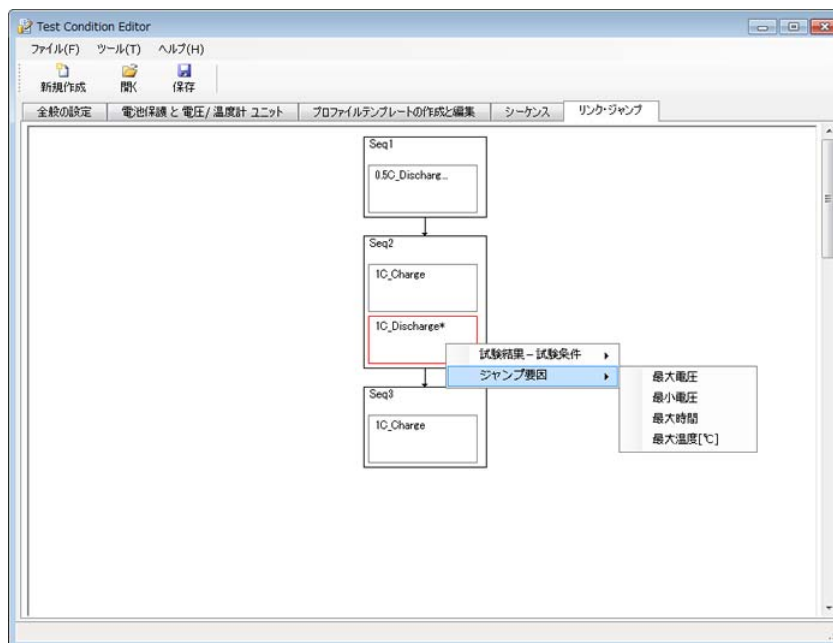 Test Condition Editor
ファイル(F) ツール(T) ヘルプ(H)
新規作成 開く 保存
全般の設定 電池保護 と 電圧/温度計 ユニット プロファイルテンプレートの作成と編集 シーケンス リンク・ジャンプ
Seq1
0.5C_Discharg...
Seq2
1C_Charge
1C_Discharge*
試験結果－試験条件
ジャンプ要因
最大電圧
最小電圧
最大時間
最大温度[℃]
Seq3
1C_Charge